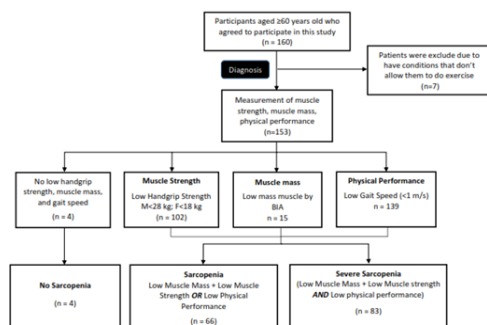 Participants aged ≥60 years old who
agreed to participate in this study
(n = 160)
Diagnosis
Patients were exclude due to
have conditions that don't
allow them to do exercise
(n=7)
Measurement of muscle
strength, muscle mass,
physical performance
(n=153)
No low handgrip
strength, muscle mass,
and gait speed
(n = 4)
Muscle Strength
Low Handgrip Strength
M<28 kg; F<18 kg
(n = 102)
Muscle mass
Low mass muscle by
BIA
n = 15
Physical Performance
Low Gait Speed (<1 m/s)
n = 139
No Sarcopenia
(n = 4)
Sarcopenia
Low Muscle Mass + Low Muscle
Strength OR Low Physical
Performance
n = 66)
Severe Sarcopenia
(Low Muscle Mass + Low Muscle strength
AND Low physical performance)
n = 83)